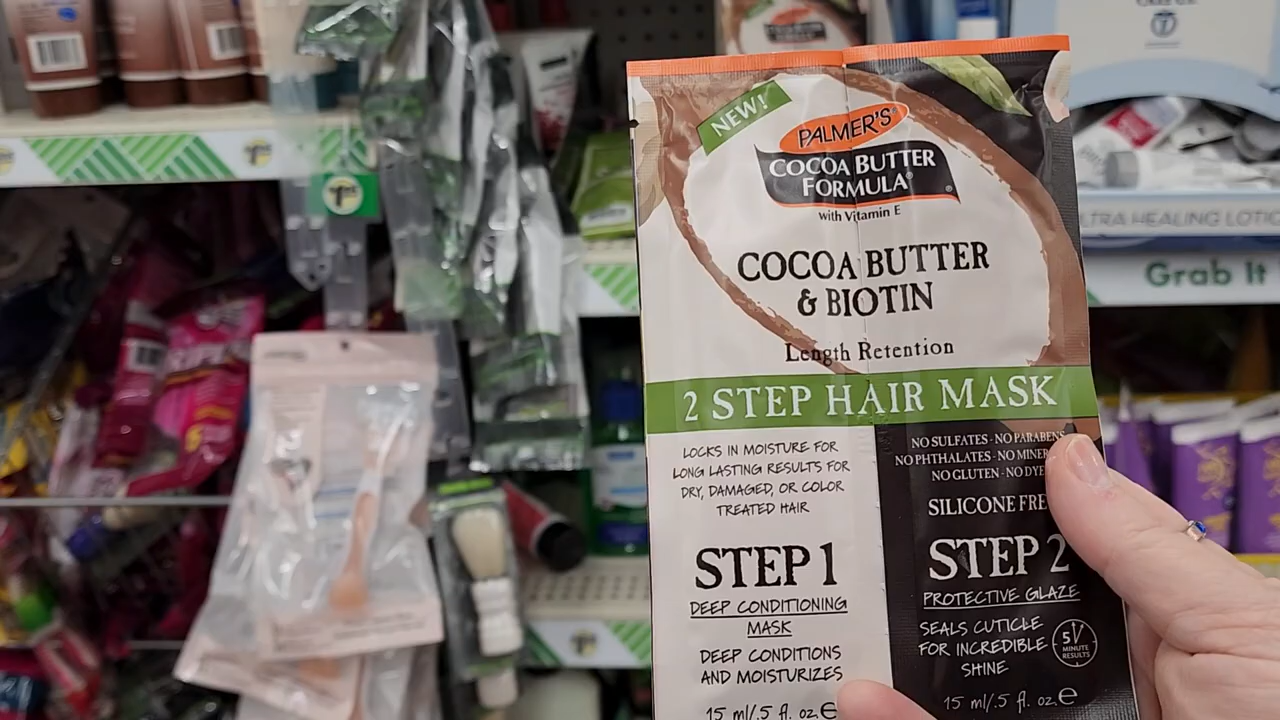 NEW!
PALMER'S®
COCOA BUTTER
FORMULA®
with Vitamin E
COCOA BUTTER
& BIOTIN
Length Retention
2 STEP HAIR MASK
LOCKS IN MOISTURE FOR
LONG LASTING RESULTS FOR
DRY, DAMAGED, OR COLOR
TREATED HAIR
STEP 1
DEEP CONDITIONING
MASK
DEEP CONDITIONS
AND MOISTURIZES
15 ml/.5 fl. oz.e
NO SULFATES - NO PARABENS
NO PHTHALATES - NO MINER
NO GLUTEN - NO DYE
SILICONE FRE
STEP 2
PROTECTIVE GLAZE
SEALS CUTICLE
FOR INCREDIBLE
SHINE
5 MINUTE RESULTS
15 ml/.5 fl. oz.e
LTRA HEALING LOTIO
Grab It